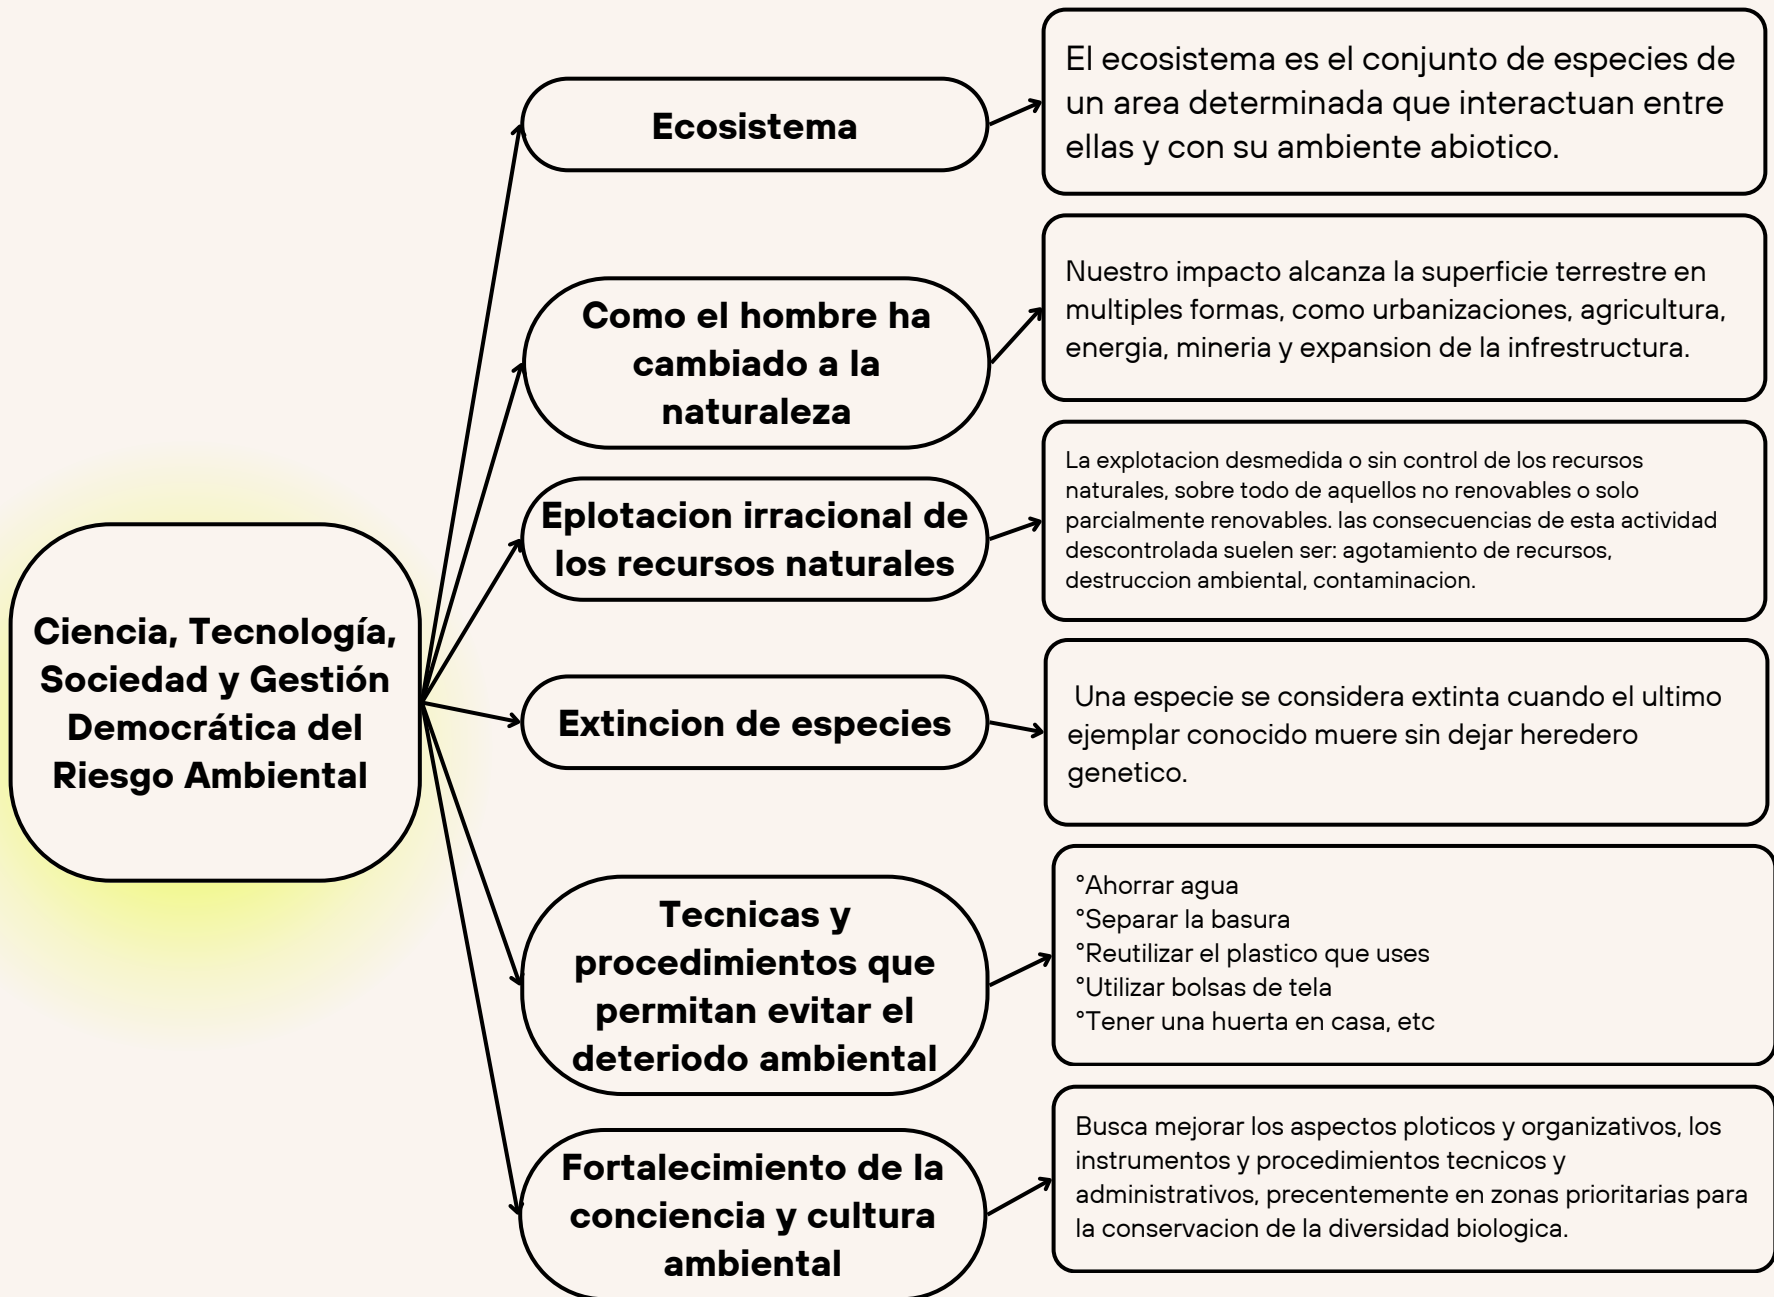 Ciencia, Tecnología,
Sociedad y Gestión
Democrática del
Riesgo Ambiental
Ecosistema
El ecosistema es el conjunto de especies de
un area determinada que interactuan entre
ellas y con su ambiente abiotico.
Como el hombre ha
cambiado a la
naturaleza
Nuestro impacto alcanza la superficie terrestre en
multiples formas, como urbanizaciones, agricultura,
energia, mineria y expansion de la infrestructura.
Eplotacion irracional de
los recursos naturales
La explotacion desmedida o sin control de los recursos
naturales, sobre todo de aquellos no renovables o solo
parcialmente renovables. las consecuencias de esta actividad
descontrolada suelen ser: agotamiento de recursos,
destruccion ambiental, contaminacion.
Extincion de especies
Una especie se considera extinta cuando el ultimo
ejemplar conocido muere sin dejar heredero
genetico.
Tecnicas y
procedimientos que
permitan evitar el
deteriodo ambiental
°Ahorrar agua
°Separar la basura
°Reutilizar el plastico que uses
°Utilizar bolsas de tela
°Tener una huerta en casa, etc
Fortalecimiento de la
conciencia y cultura
ambiental
Busca mejorar los aspectos ploticos y organizativos, los
instrumentos y procedimientos tecnicos y
administrativos, precentemente en zonas prioritarias para
la conservacion de la diversidad biologica.